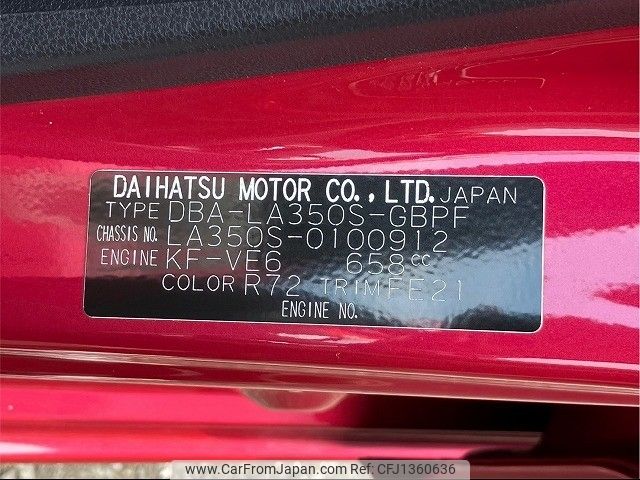 DAIHATSU MOTOR CO., LTD. JAPAN
TYPE DBA-LA350S-GBPF
CHASSIS NO. LA350S-0100912
ENGINE KF-VE6 658cc
COLOR R72 TRIM FE21
ENGINE NO.
www.CarFromJapan.com CFJ1360636